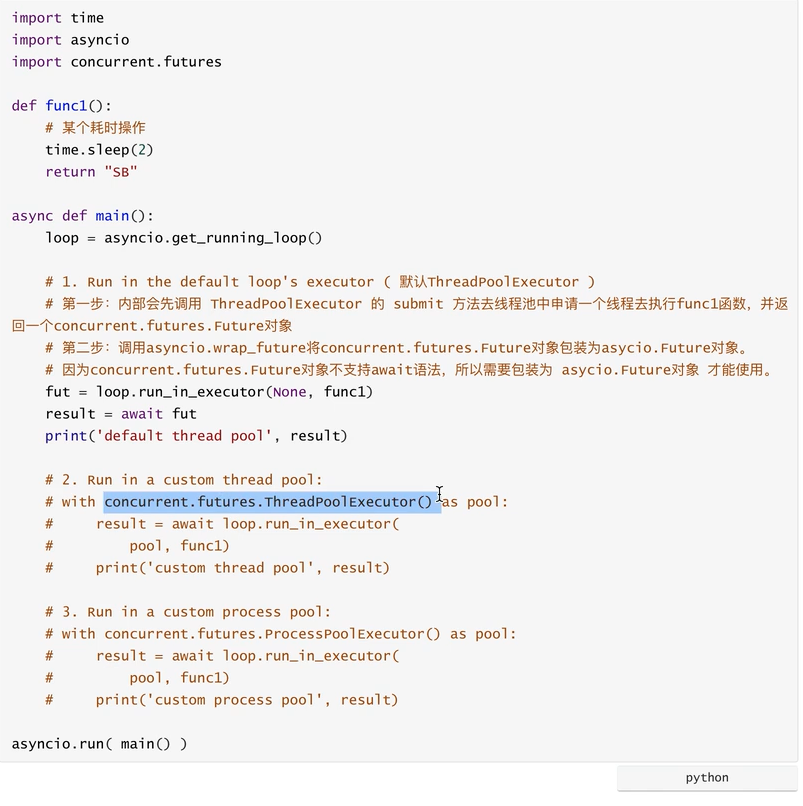 import time
import asyncio
import concurrent.futures

def func1():
    # 某个耗时操作
    time.sleep(2)
    return "SB"

async def main():
    loop = asyncio.get_running_loop()

    # 1. Run in the default loop's executor ( 默认ThreadPoolExecutor )
    # 第一步：内部会先调用 ThreadPoolExecutor 的 submit 方法去线程池中申请一个线程去执行func1函数，并返
回一个concurrent.futures.Future对象
    # 第二步：调用asyncio.wrap_future将concurrent.futures.Future对象包装为asycio.Future对象。
    # 因为concurrent.futures.Future对象不支持await语法，所以需要包装为 asycio.Future对象 才能使用。
    fut = loop.run_in_executor(None, func1)
    result = await fut
    print('default thread pool', result)

    # 2. Run in a custom thread pool:
    # with concurrent.futures.ThreadPoolExecutor() as pool:
    #     result = await loop.run_in_executor(
    #         pool, func1)
    #     print('custom thread pool', result)

    # 3. Run in a custom process pool:
    # with concurrent.futures.ProcessPoolExecutor() as pool:
    #     result = await loop.run_in_executor(
    #         pool, func1)
    #     print('custom process pool', result)

asyncio.run( main() )
python